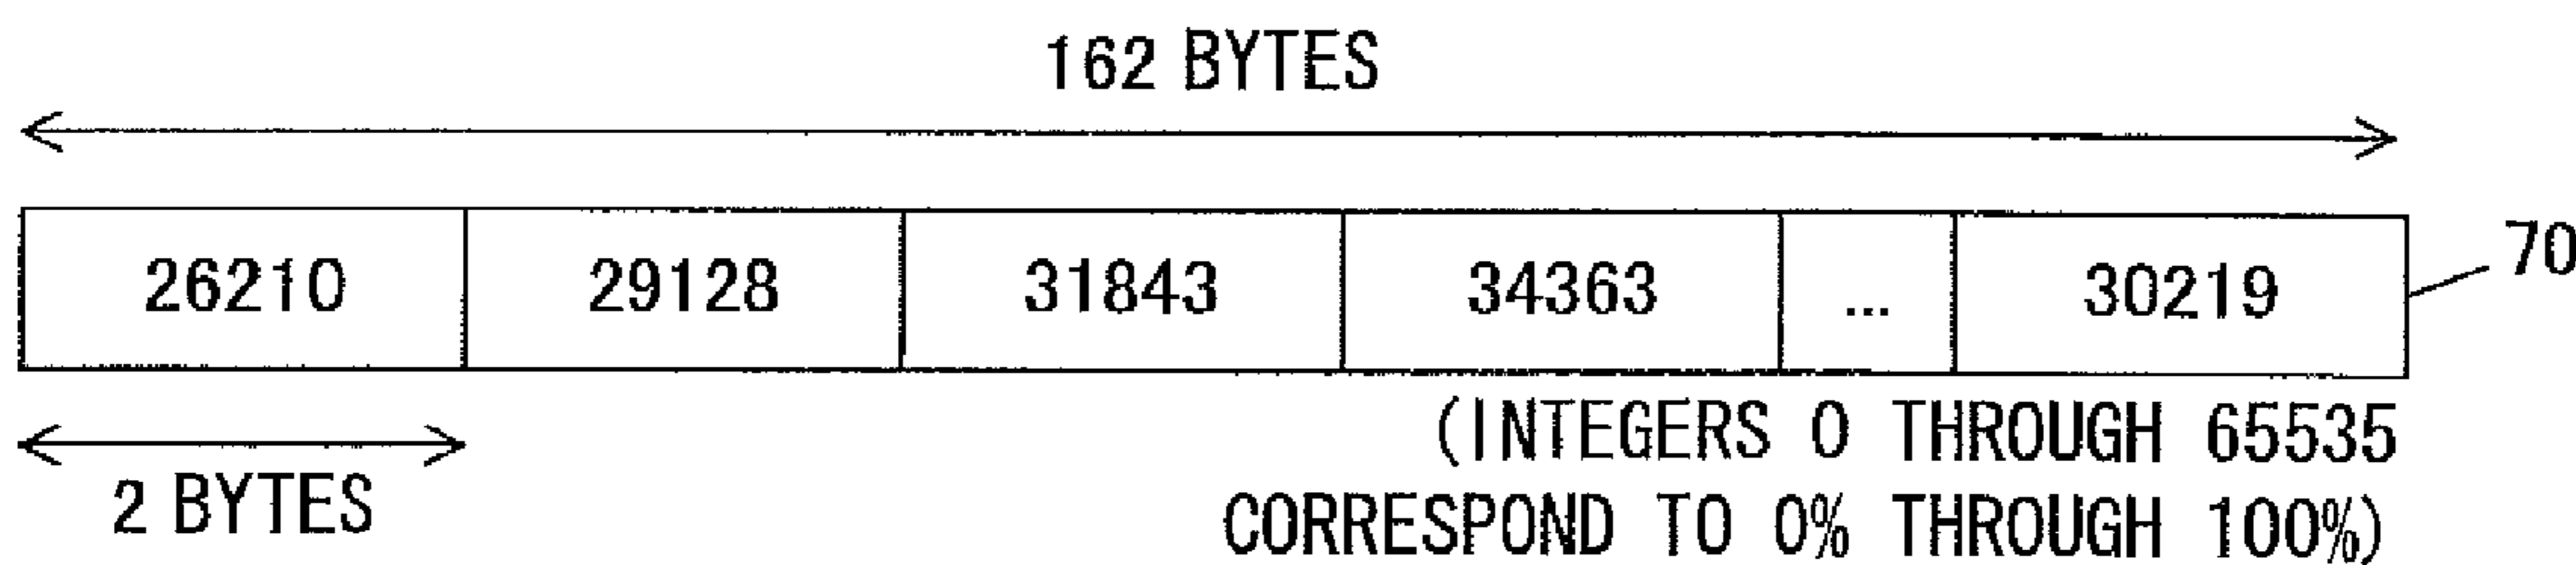 162 BYTES
70
26210 29128 31843 34363 ... 30219
(INTEGERS 0 THROUGH 65535
2 BYTES
CORRESPOND TO 0% THROUGH 100%)